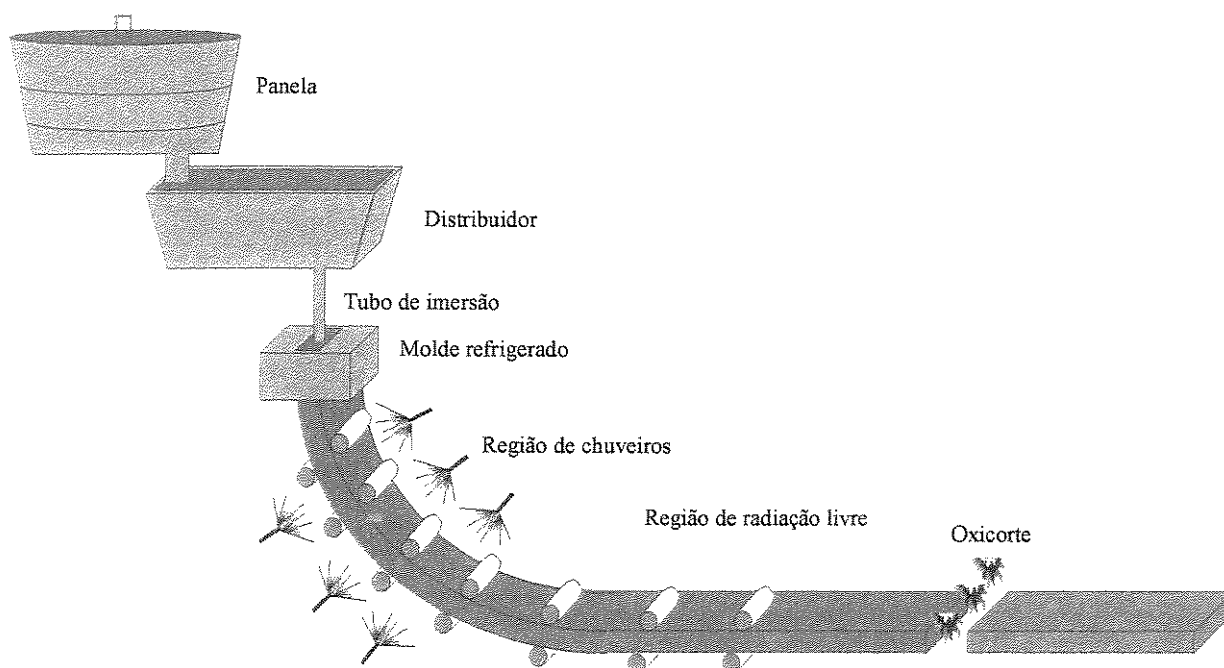 Panela
Distribuidor
Tubo de imersão
Molde refrigerado
Região de chuveiros
Região de radiação livre
Oxicorte